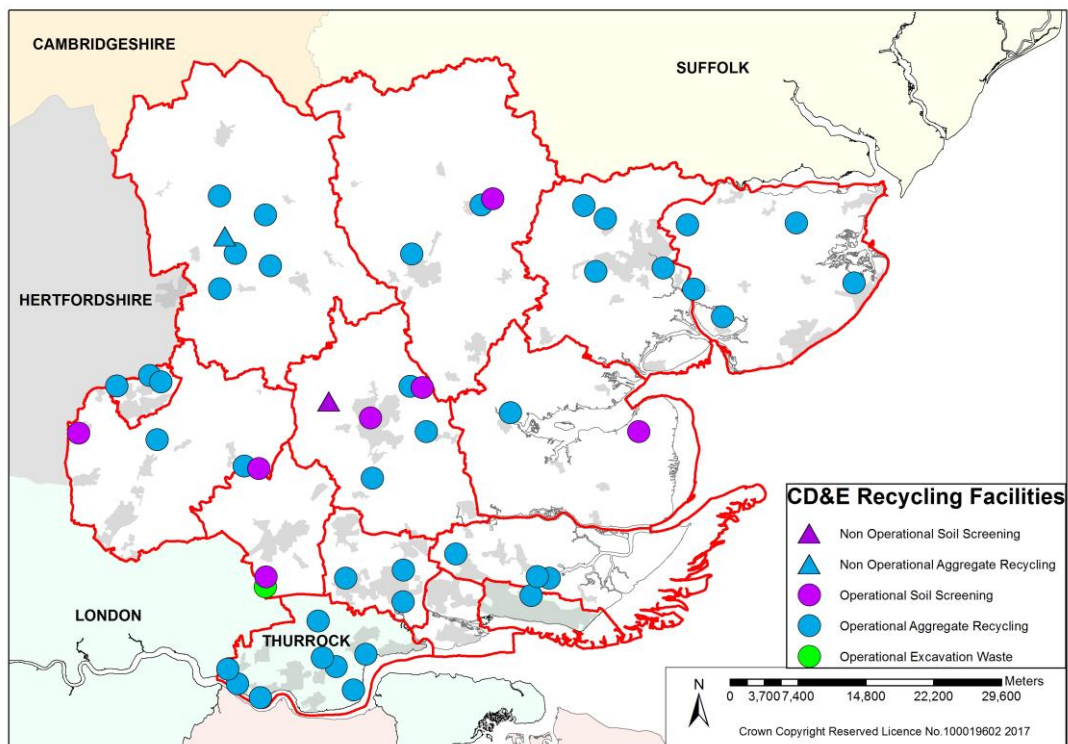 CAMBRIDGESHIRE
SUFFOLK
HERTFORDSHIRE
LONDON
THURROCK
CD&E Recycling Facilities
Non Operational Soil Screening
Non Operational Aggregate Recycling
Operational Soil Screening
Operational Aggregate Recycling
Operational Excavation Waste
N
Meters
0 3,700 7,400 14,800 22,200 29,600
Crown Copyright Reserved Licence No.100019602 2017